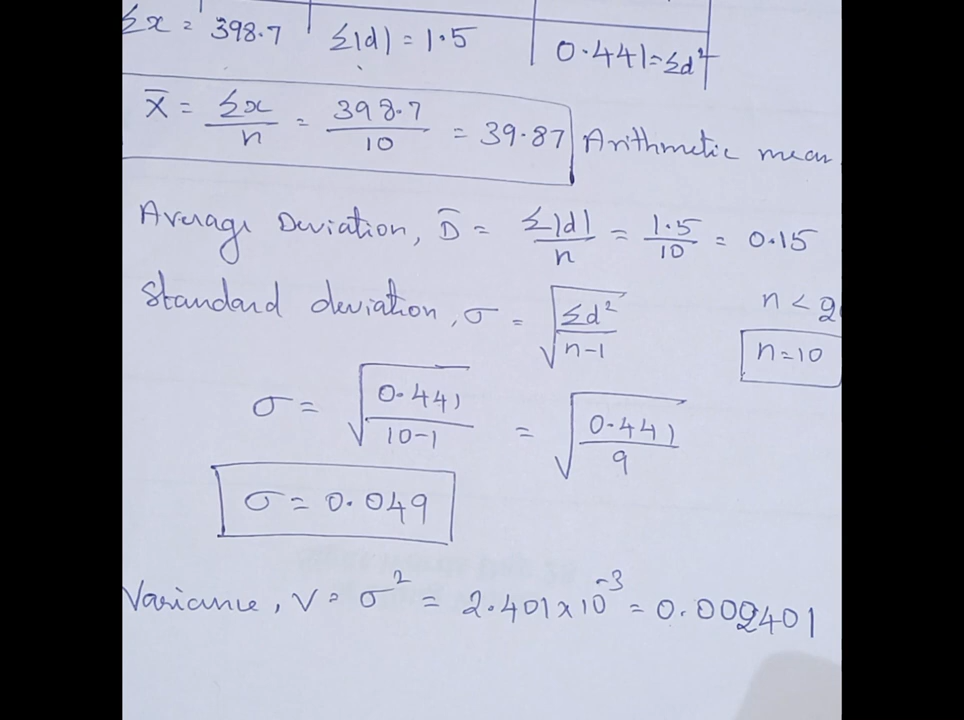 Σx = 398.7 Σ|d| = 1.5 0.441 = Σd²
X̄ = Σx/n = 398.7/10 = 39.87 Arithmetic mean
Average Deviation, D̄ = Σ|d|/n = 1.5/10 = 0.15
Standard deviation, σ = √(Σd²/n-1) n < 2
n = 10
σ = √(0.441/10-1) = √(0.441/9)
σ = 0.049
Variance, V = σ² = 2.401 x 10⁻³ = 0.002401